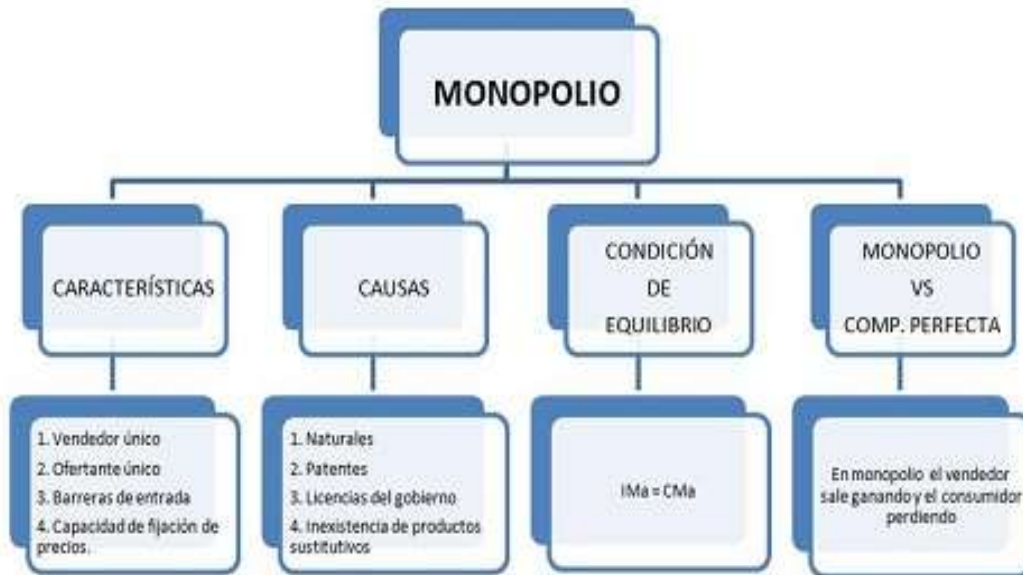 MONOPOLIO
CARACTERÍSTICAS
CAUSAS
CONDICIÓN
DE
EQUILIBRIO
MONOPOLIO
VS
COMP. PERFECTA
1. Vendedor único
2. Ofertante único
3. Barreras de entrada
4. Capacidad de fijación de
precios.
1. Naturales
2. Patentes
3. Licencias del gobierno
4. Inexistencia de productos
sustitutivos
IMa = CMa
En monopolio el vendedor
sale ganando y el consumidor
perdiendo